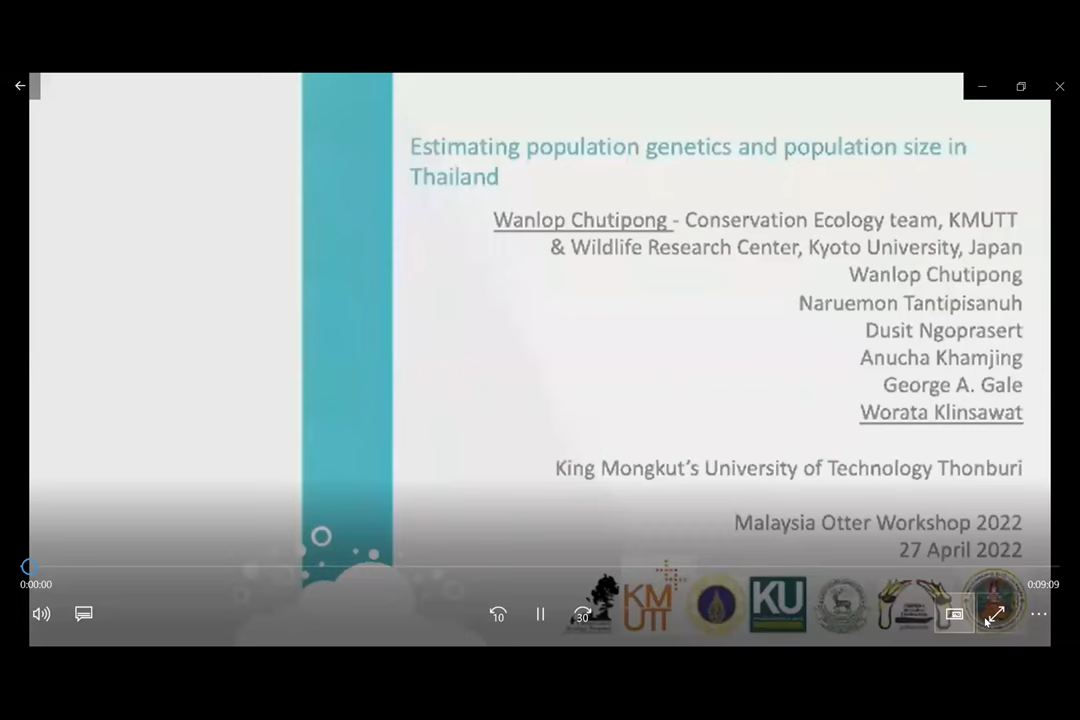 Estimating population genetics and population size in
Thailand
Wanlop Chutipong - Conservation Ecology team, KMUTT
& Wildlife Research Center, Kyoto University, Japan
Wanlop Chutipong
Naruemon Tantipisanuh
Dusit Ngoprasert
Anucha Khamjing
George A. Gale
Worata Klinsawat
King Mongkut's University of Technology Thonburi
Malaysia Otter Workshop 2022
27 April 2022
0:00:00
0:09:09
KM
UTT
KU
10
30